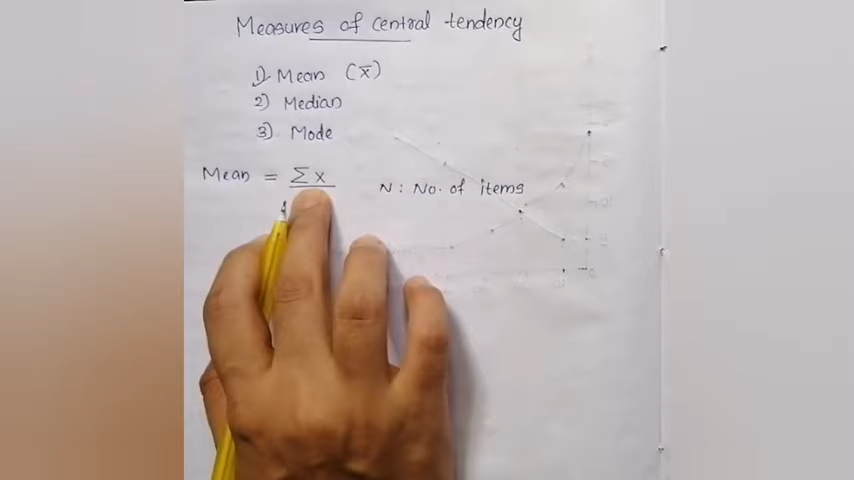 Measures of central tendency
1) Mean (x̅)
2) Median
3) Mode
Mean = Σx
N : No. of items